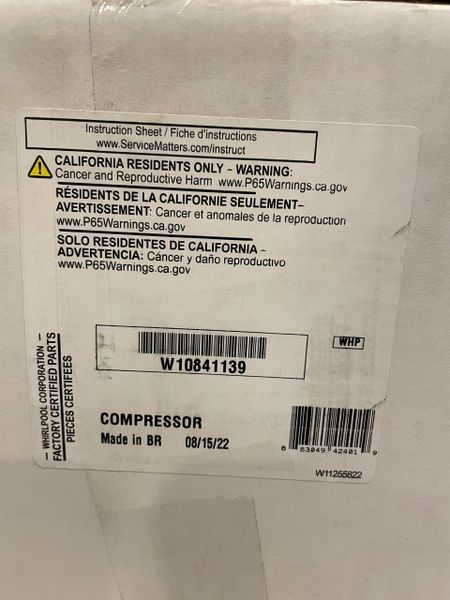 Instruction Sheet / Fiche d'instructions
www.ServiceMatters.com/instruct
CALIFORNIA RESIDENTS ONLY - WARNING:
Cancer and Reproductive Harm www.P65Warnings.ca.gov
RÉSIDENTS DE LA CALIFORNIE SEULEMENT-
AVERTISSEMENT: Cancer et anomales de la reproduction
www.P65Warnings.ca.gov
SOLO RESIDENTES DE CALIFORNIA -
ADVERTENCIA: Cáncer y daño reproductivo
www.P65Warnings.ca.gov
— WHIRLPOOL CORPORATION —
FACTORY CERTIFIED PARTS
PIECES CERTIFEES
WHP
W10841139
COMPRESSOR
Made in BR 08/15/22
8 83049 42401 9
W11255822